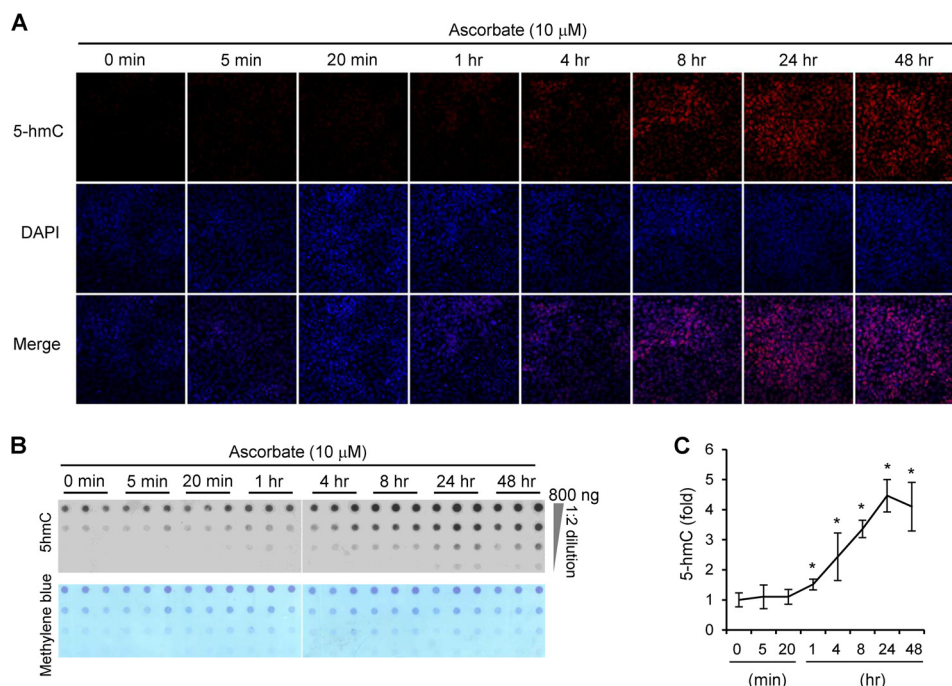 A
Ascorbate (10 μM)
0 min 5 min 20 min 1 hr 4 hr 8 hr 24 hr 48 hr
5-hmC
DAPI
Merge
B
Ascorbate (10 μM)
0 min 5 min 20 min 1 hr 4 hr 8 hr 24 hr 48 hr
800 ng
1:2 dilution
5hmC
Methylene blue
C
5-hmC (fold)
6
5
4
3
2
1
0
* * * * *
0 5 20 1 4 8 24 48
(min) (hr)